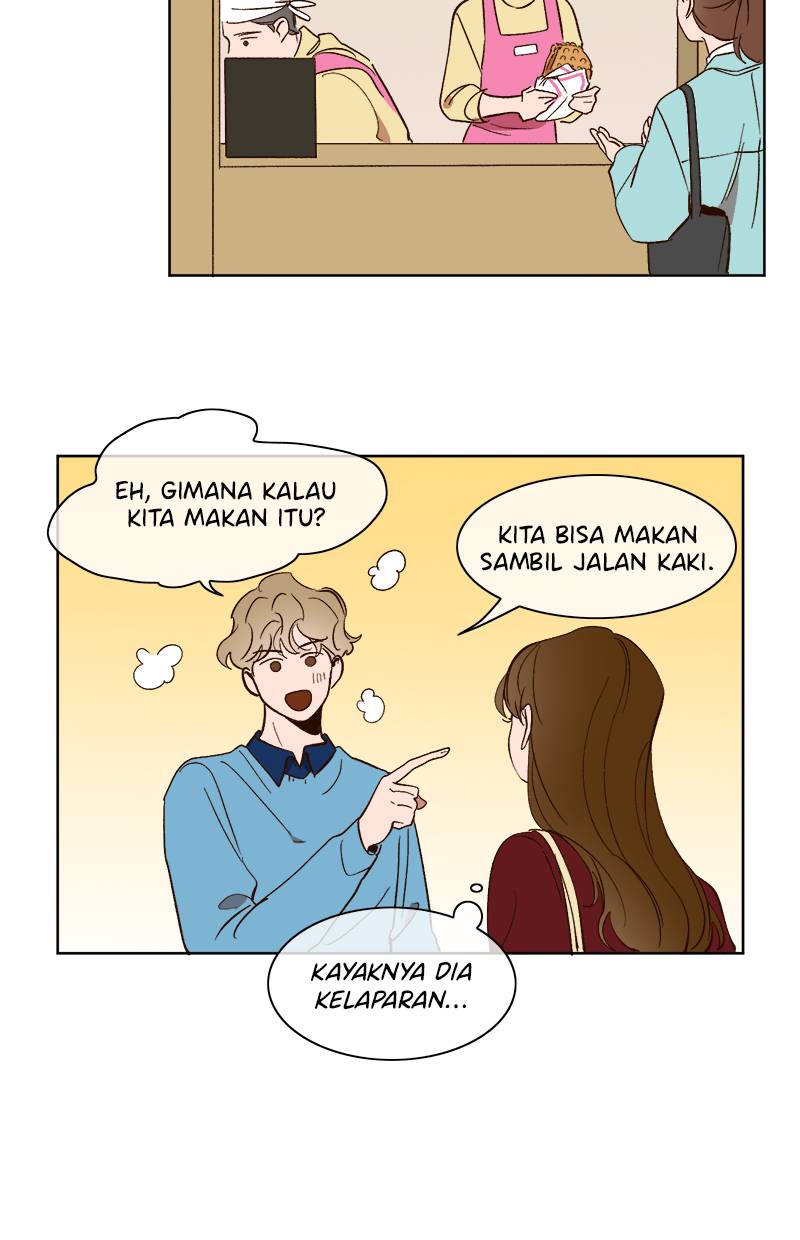 EH, GIMANA KALAU
KITA MAKAN ITU?
KITA BISA MAKAN
SAMBIL JALAN KAKI.
KAYAKNYA DIA
KELAPARAN...